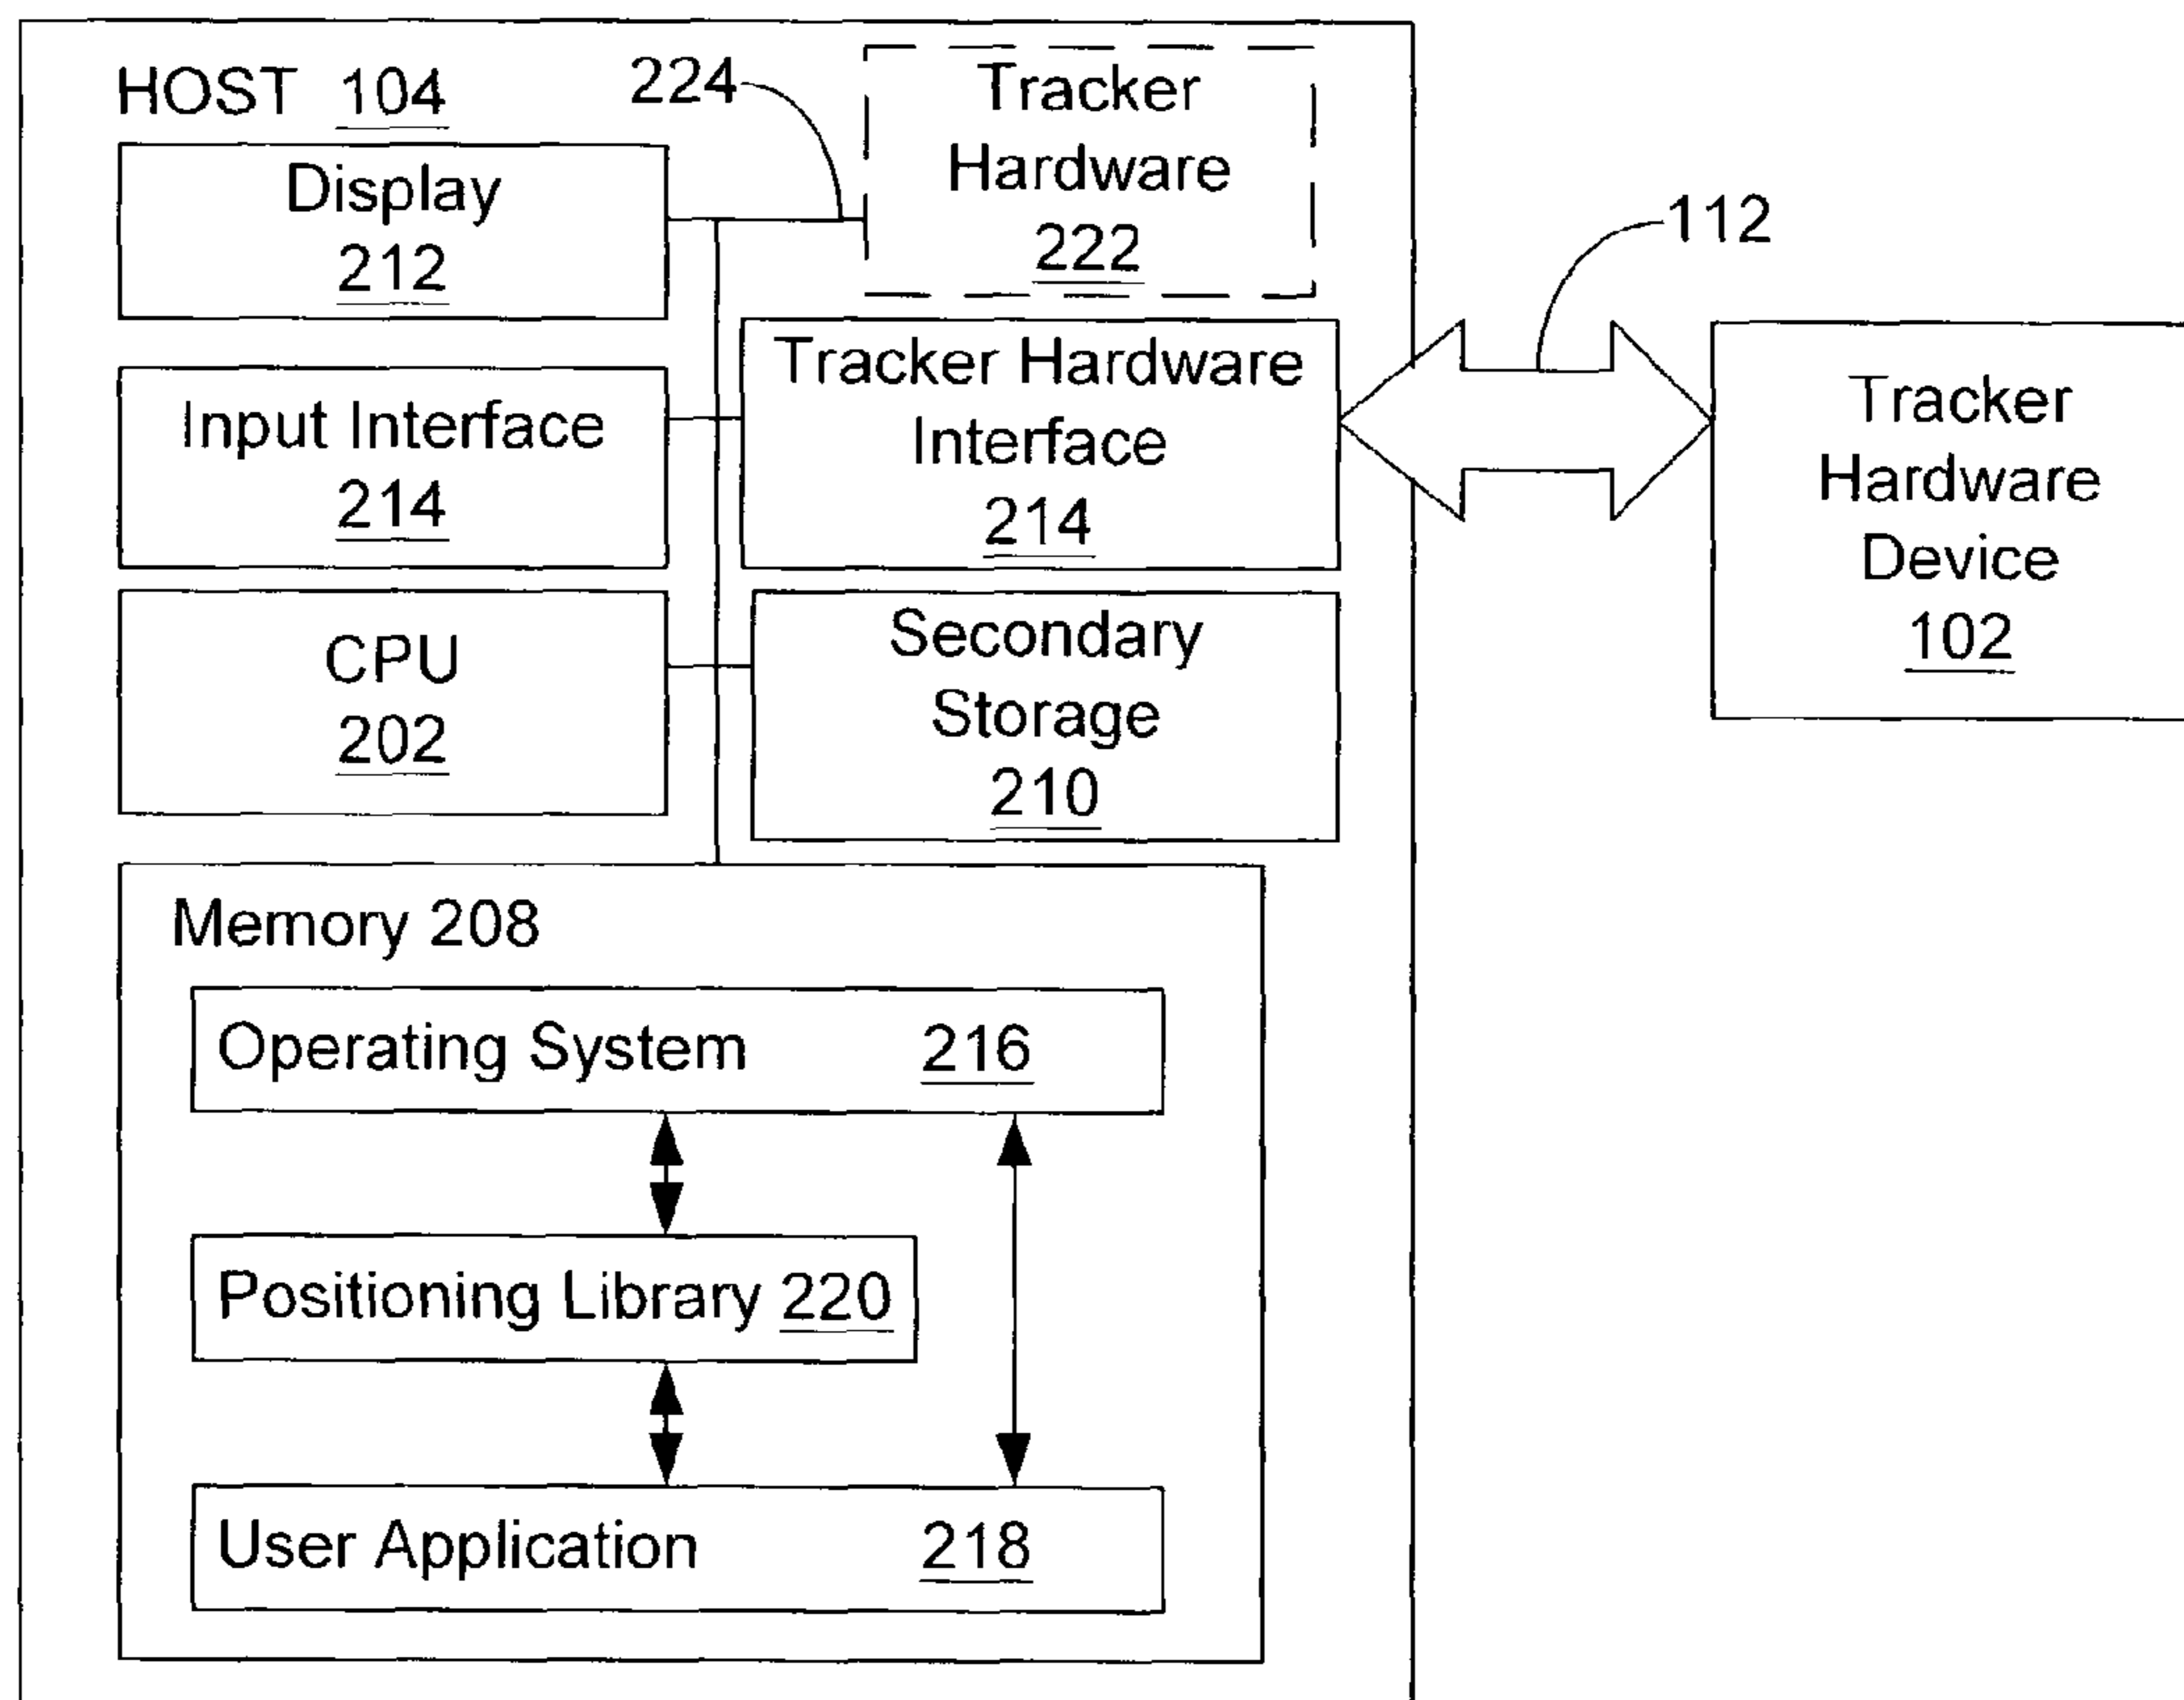 HOST 104
224
Tracker
Hardware
222
Display
212
112
Tracker Hardware
Interface
214
Input Interface
214
Tracker
Hardware
Device
102
CPU
202
Secondary
Storage
210
Memory 208
Operating System 216
Positioning Library 220
User Application 218